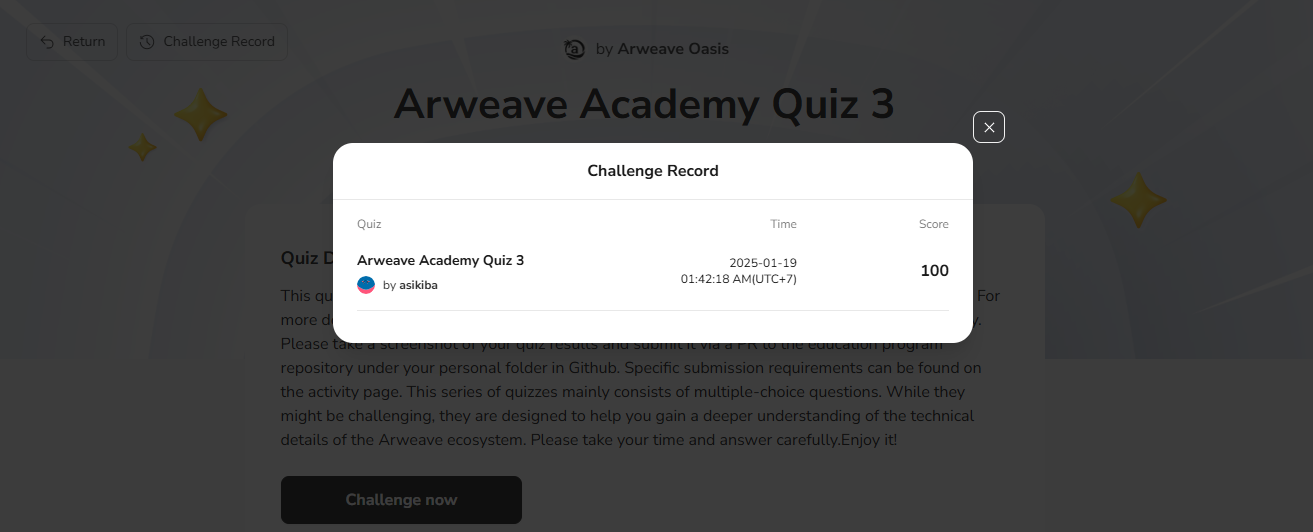 Return
Challenge Record
by Arweave Oasis
Arweave Academy Quiz 3
Challenge Record
Quiz Time Score
Arweave Academy Quiz 3
2025-01-19
01:42:18 AM(UTC+7)
100
by asikiba
Quiz D
This qu For
more d y.
Please take a screenshot of your quiz results and submit it via a PR to the education program
repository under your personal folder in Github. Specific submission requirements can be found on
the activity page. This series of quizzes mainly consists of multiple-choice questions. While they
might be challenging, they are designed to help you gain a deeper understanding of the technical
details of the Arweave ecosystem. Please take your time and answer carefully.Enjoy it!
Challenge now